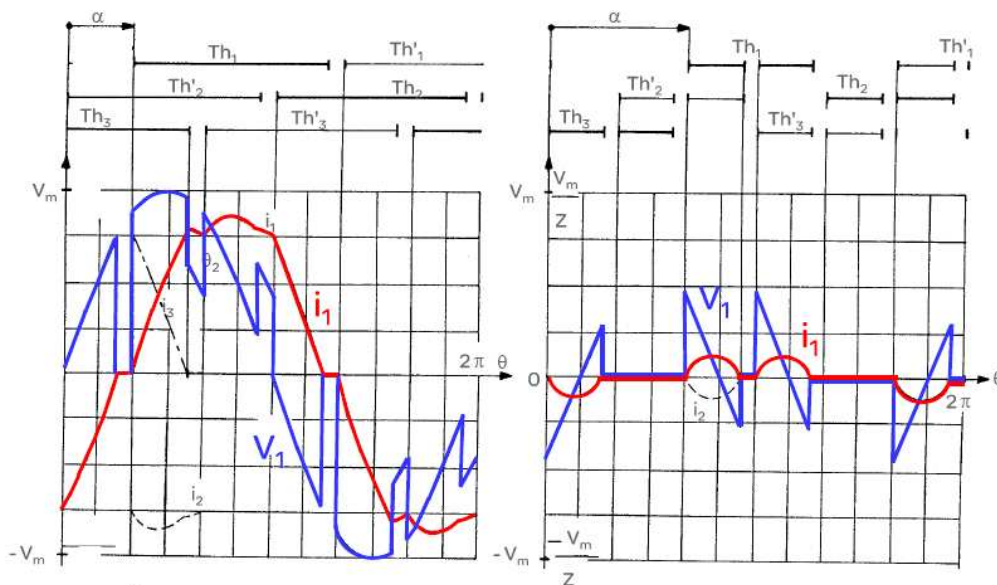 α
Th₁
Th'₁
Th'₂
Th₂
Th₃
Th'₃
Vₘ
i₁
θ₂
i₃
i₁
2π θ
V₁
i₂
-Vₘ
α
Th₁
Th'₁
Th'₂
Th₂
Th₃
Th'₃
Vₘ
Vₘ
Z
V₁
i₁
0
i₂
θ
2π
-Vₘ
-Vₘ
Z